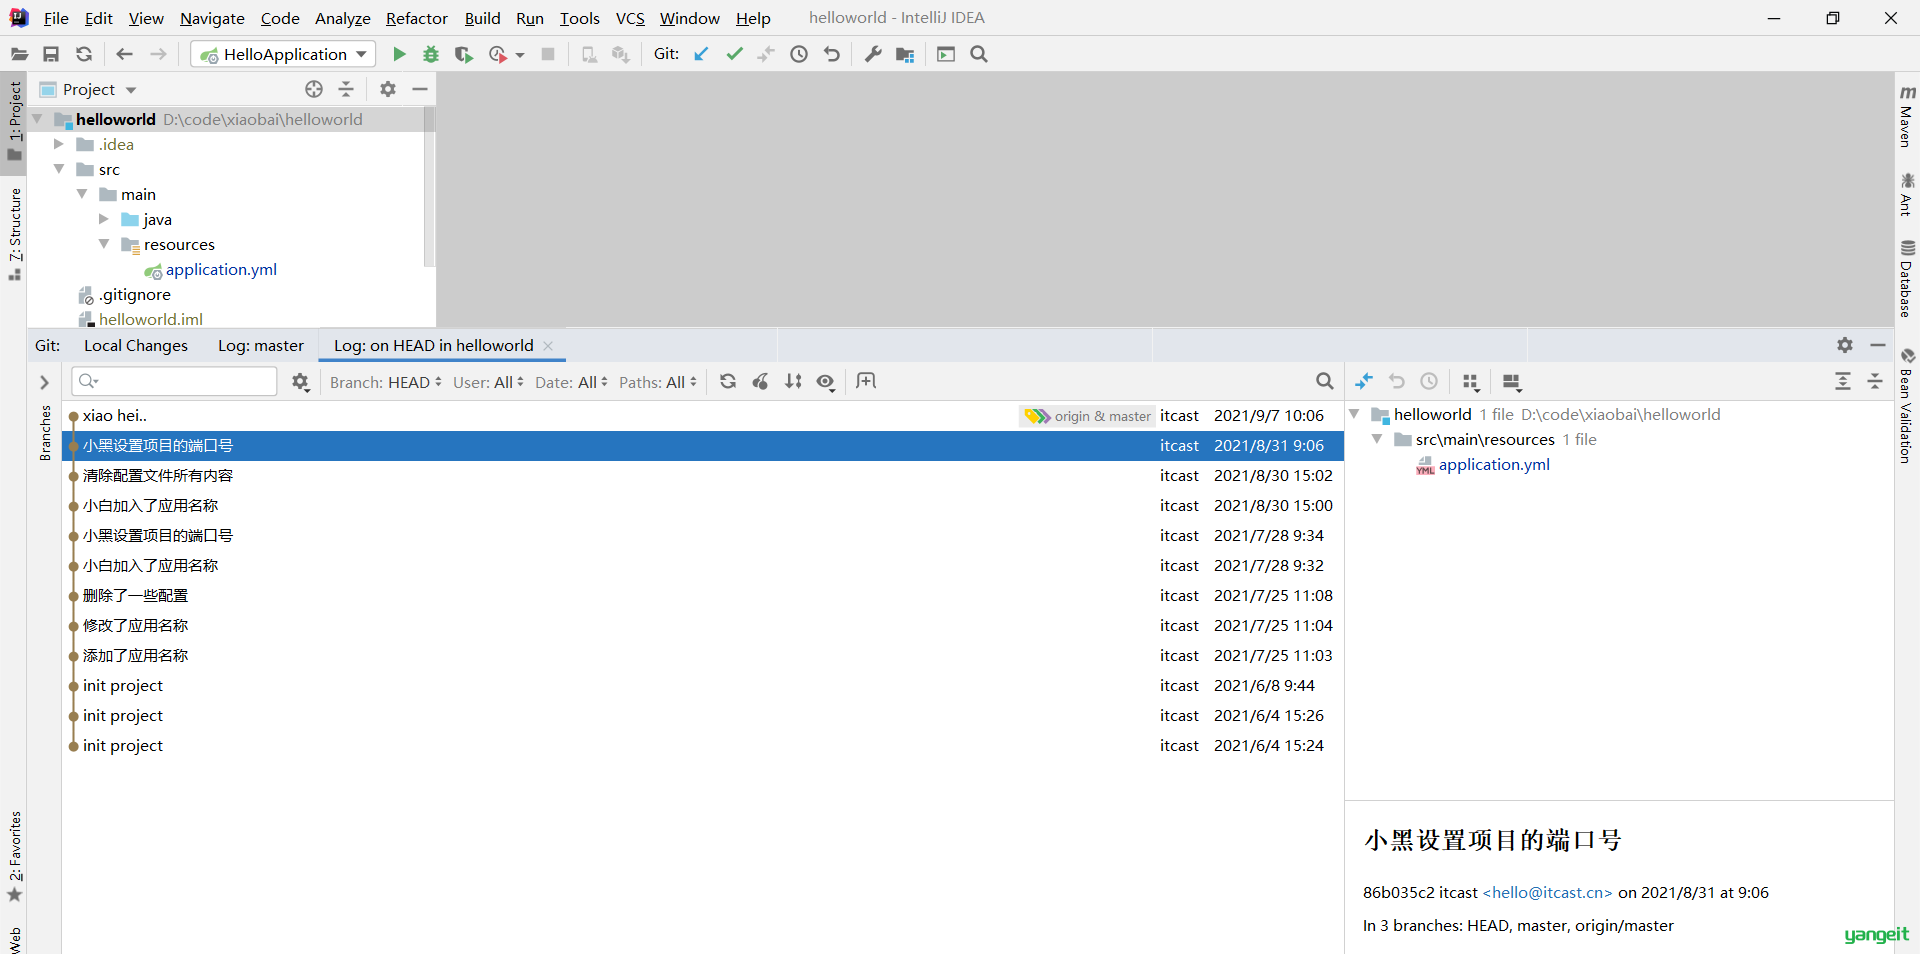 File Edit View Navigate Code Analyze Refactor Build Run Tools VCS Window Help helloworld - IntelliJ IDEA
HelloApplication Git:
1: Project
7: Structure
2: Favorites
Web
Project
helloworld D:\code\xiaobai\helloworld
.idea
src
main
java
resources
application.yml
.gitignore
helloworld.iml
Maven
Ant
Database
Bean Validation
Git: Local Changes Log: master Log: on HEAD in helloworld
Branch: HEAD User: All Date: All Paths: All
Branches
xiao hei.. origin & master itcast 2021/9/7 10:06
小黑设置项目的端口号 itcast 2021/8/31 9:06
清除配置文件所有内容 itcast 2021/8/30 15:02
小白加入了应用名称 itcast 2021/8/30 15:00
小黑设置项目的端口号 itcast 2021/7/28 9:34
小白加入了应用名称 itcast 2021/7/28 9:32
删除了一些配置 itcast 2021/7/25 11:08
修改了应用名称 itcast 2021/7/25 11:04
添加了应用名称 itcast 2021/7/25 11:03
init project itcast 2021/6/8 9:44
init project itcast 2021/6/4 15:26
init project itcast 2021/6/4 15:24
helloworld 1 file D:\code\xiaobai\helloworld
src\main\resources 1 file
YML application.yml
小黑设置项目的端口号
86b035c2 itcast <hello@itcast.cn> on 2021/8/31 at 9:06
In 3 branches: HEAD, master, origin/master
yangeit